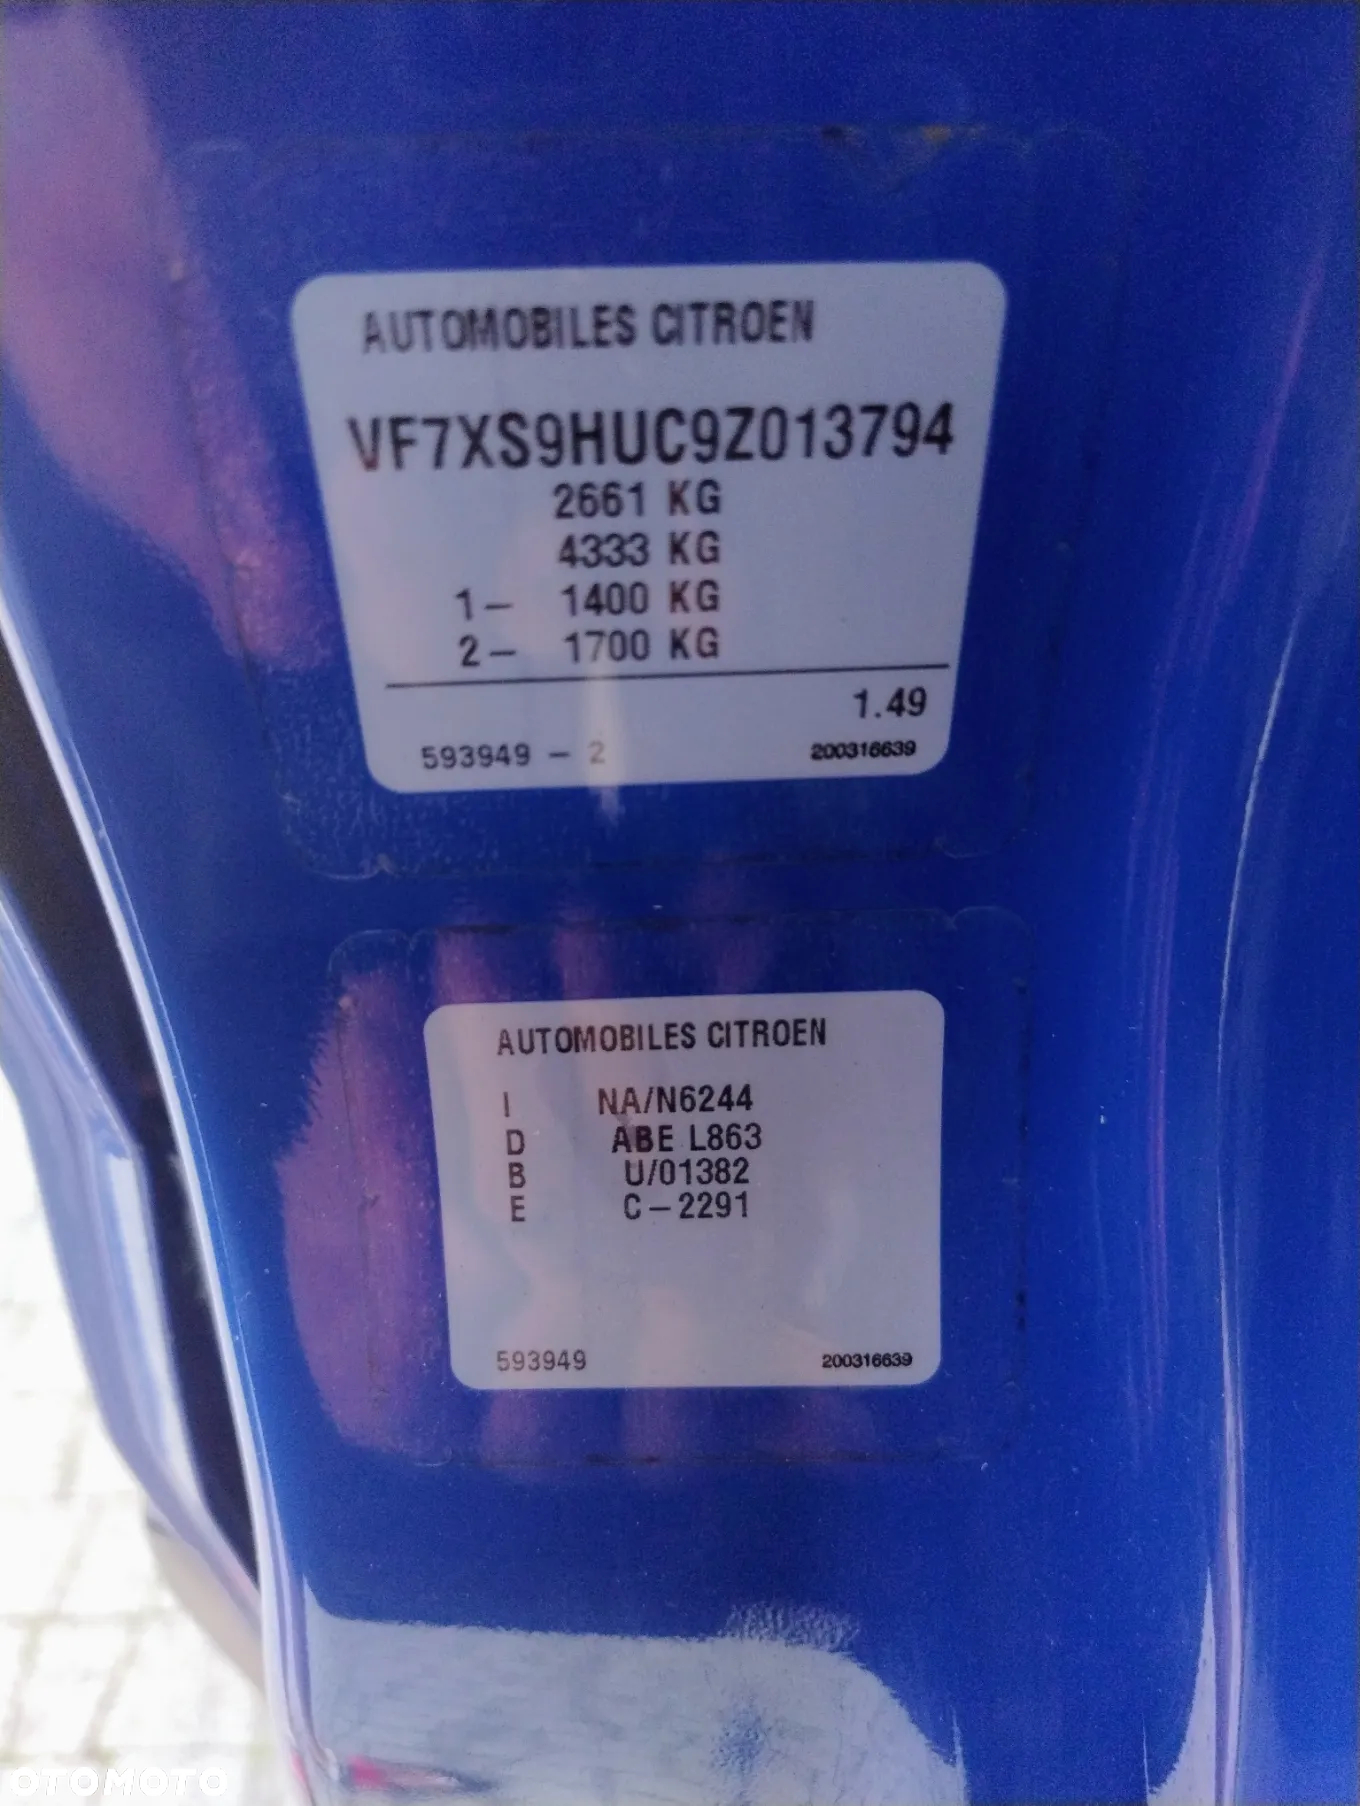 AUTOMOBILES CITROEN
VF7XS9HUC9Z013794
2661 KG
4333 KG
1- 1400 KG
2- 1700 KG
1.49
593949 - 2 200316639
AUTOMOBILES CITROEN
I NA/N6244
D ABE L863
B U/01382
E C-2291
593949 200316639
OTOMOTO